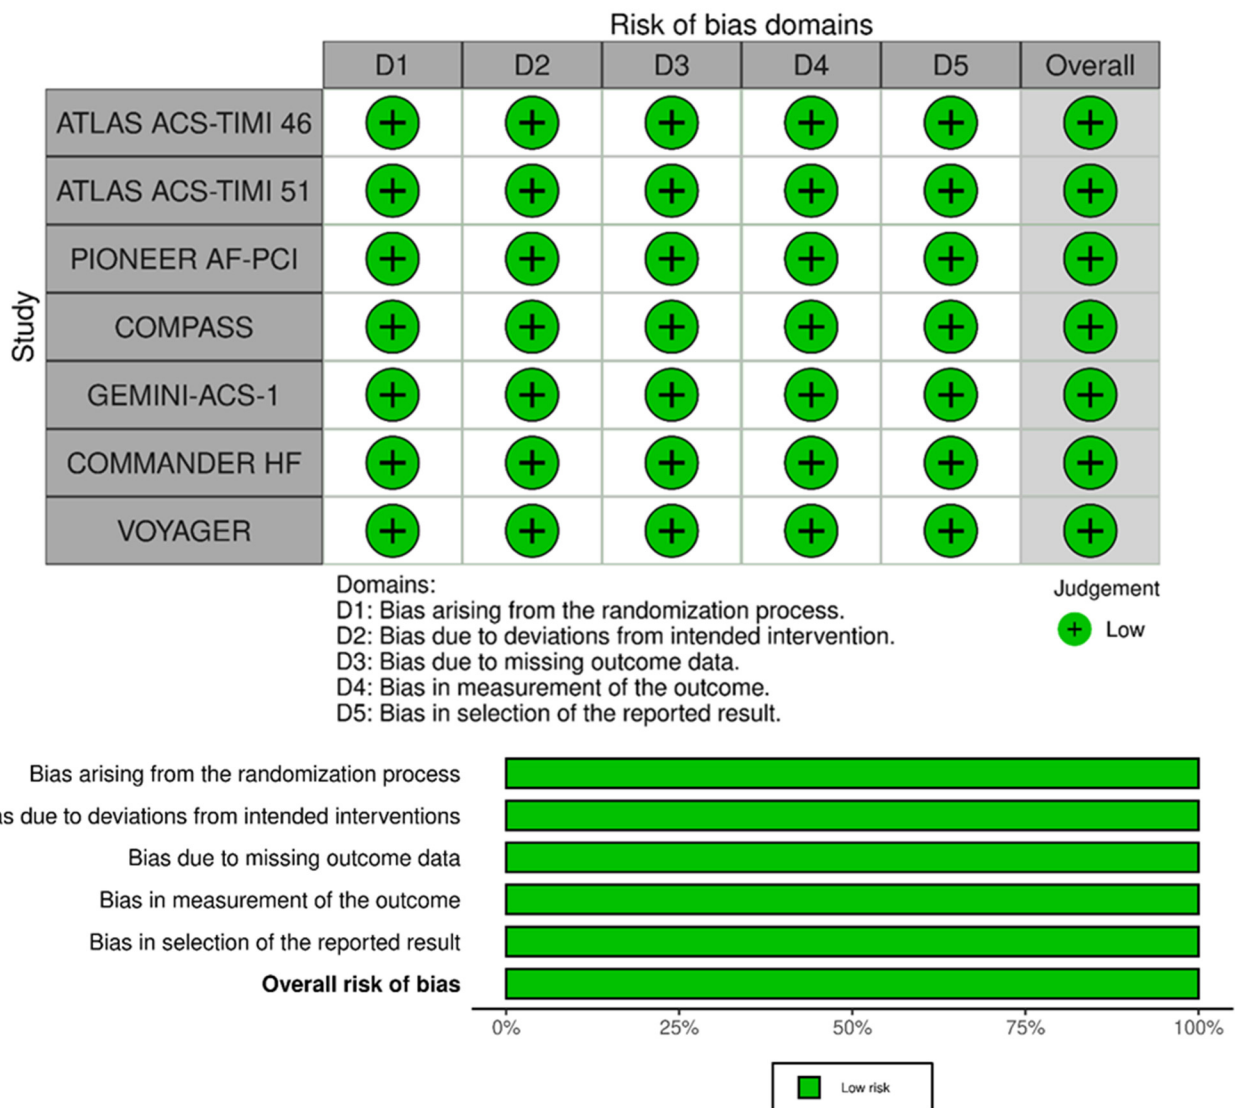 Risk of bias domains
D1 D2 D3 D4 D5 Overall
Study
ATLAS ACS-TIMI 46
ATLAS ACS-TIMI 51
PIONEER AF-PCI
COMPASS
GEMINI-ACS-1
COMMANDER HF
VOYAGER
Domains:
D1: Bias arising from the randomization process.
D2: Bias due to deviations from intended intervention.
D3: Bias due to missing outcome data.
D4: Bias in measurement of the outcome.
D5: Bias in selection of the reported result.
Judgement
Low
Bias arising from the randomization process
as due to deviations from intended interventions
Bias due to missing outcome data
Bias in measurement of the outcome
Bias in selection of the reported result
Overall risk of bias
0% 25% 50% 75% 100%
Low risk